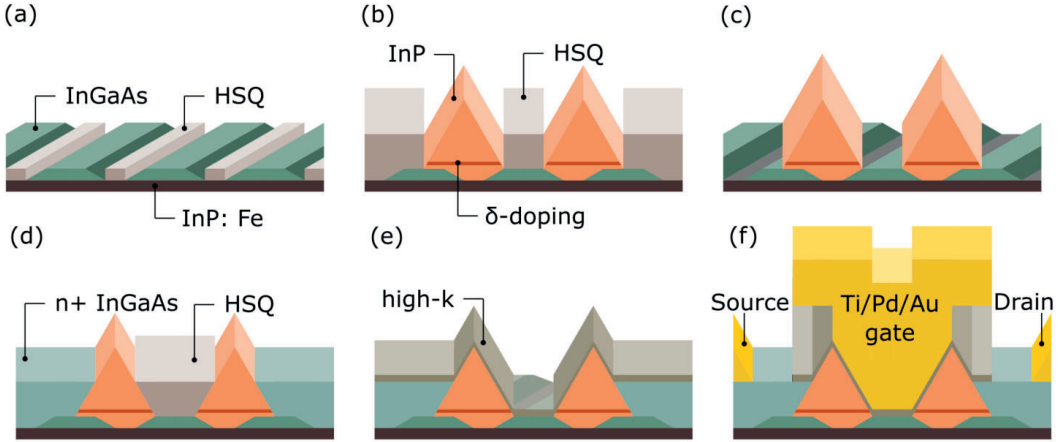 (a)
InGaAs
HSQ
InP: Fe
(b)
InP
HSQ
δ-doping
(c)
(d)
n+ InGaAs
HSQ
(e)
high-k
(f)
Source
Ti/Pd/Au
gate
Drain